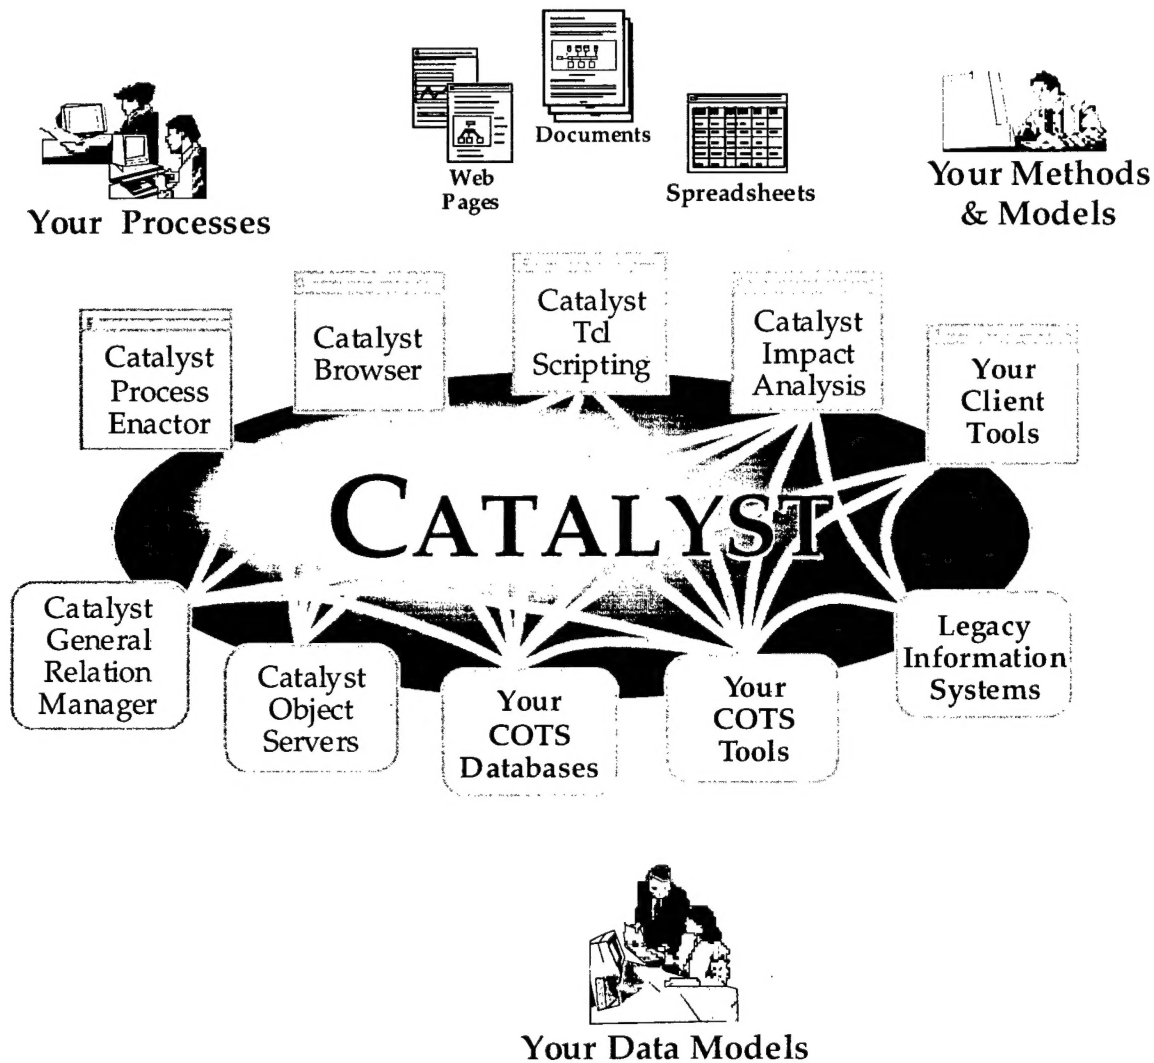 Documents
Web
Pages
Spreadsheets
Your Processes
Your Methods
& Models
Catalyst
Process
Enactor
Catalyst
Browser
Catalyst
Tcl
Scripting
Catalyst
Impact
Analysis
Your
Client
Tools
CATALYST
Catalyst
General
Relation
Manager
Catalyst
Object
Servers
Your
COTS
Databases
Your
COTS
Tools
Legacy
Information
Systems
Your Data Models